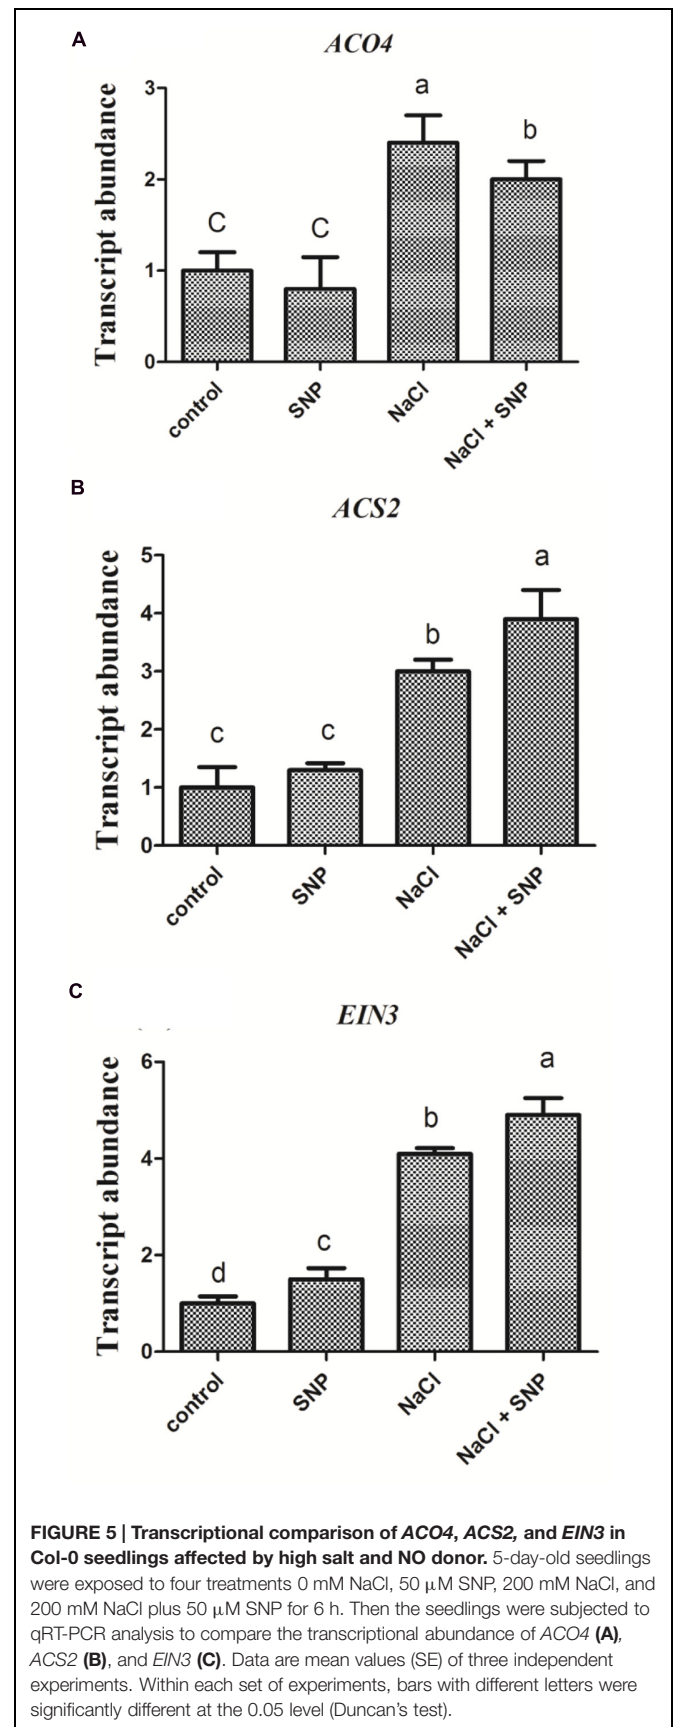 A
ACO4
Transcript abundance
3
2
1
0
C
C
a
b
control
SNP
NaCl
NaCl + SNP
B
ACS2
Transcript abundance
5
4
3
2
1
0
c
c
b
a
control
SNP
NaCl
NaCl + SNP
C
EIN3
Transcript abundance
6
4
2
0
d
c
b
a
control
SNP
NaCl
NaCl + SNP
FIGURE 5 | Transcriptional comparison of ACO4, ACS2, and EIN3 in
Col-0 seedlings affected by high salt and NO donor. 5-day-old seedlings
were exposed to four treatments 0 mM NaCl, 50 μM SNP, 200 mM NaCl, and
200 mM NaCl plus 50 μM SNP for 6 h. Then the seedlings were subjected to
qRT-PCR analysis to compare the transcriptional abundance of ACO4 (A),
ACS2 (B), and EIN3 (C). Data are mean values (SE) of three independent
experiments. Within each set of experiments, bars with different letters were
significantly different at the 0.05 level (Duncan's test).